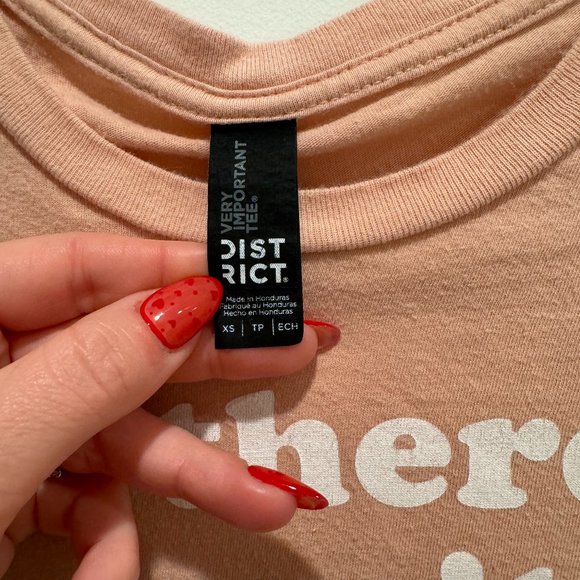 VERY
IMPORTANT
TEE®
DIST
RICT®
Made in Honduras
Fabriqué au Honduras
Hecho en Honduras
XS | TP | ECH
there